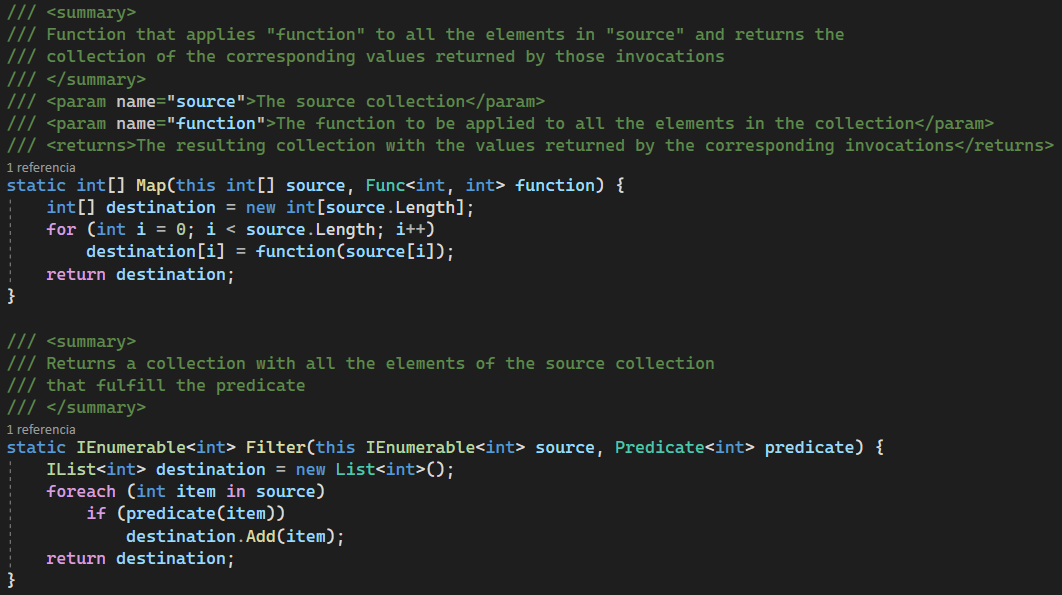 /// <summary>
/// Function that applies "function" to all the elements in "source" and returns the
/// collection of the corresponding values returned by those invocations
/// </summary>
/// <param name="source">The source collection</param>
/// <param name="function">The function to be applied to all the elements in the collection</param>
/// <returns>The resulting collection with the values returned by the corresponding invocations</returns>
1 referencia
static int[] Map(this int[] source, Func<int, int> function) {
    int[] destination = new int[source.Length];
    for (int i = 0; i < source.Length; i++)
        destination[i] = function(source[i]);
    return destination;
}
/// <summary>
/// Returns a collection with all the elements of the source collection
/// that fulfill the predicate
/// </summary>
1 referencia
static IEnumerable<int> Filter(this IEnumerable<int> source, Predicate<int> predicate) {
    IList<int> destination = new List<int>();
    foreach (int item in source)
        if (predicate(item))
            destination.Add(item);
    return destination;
}